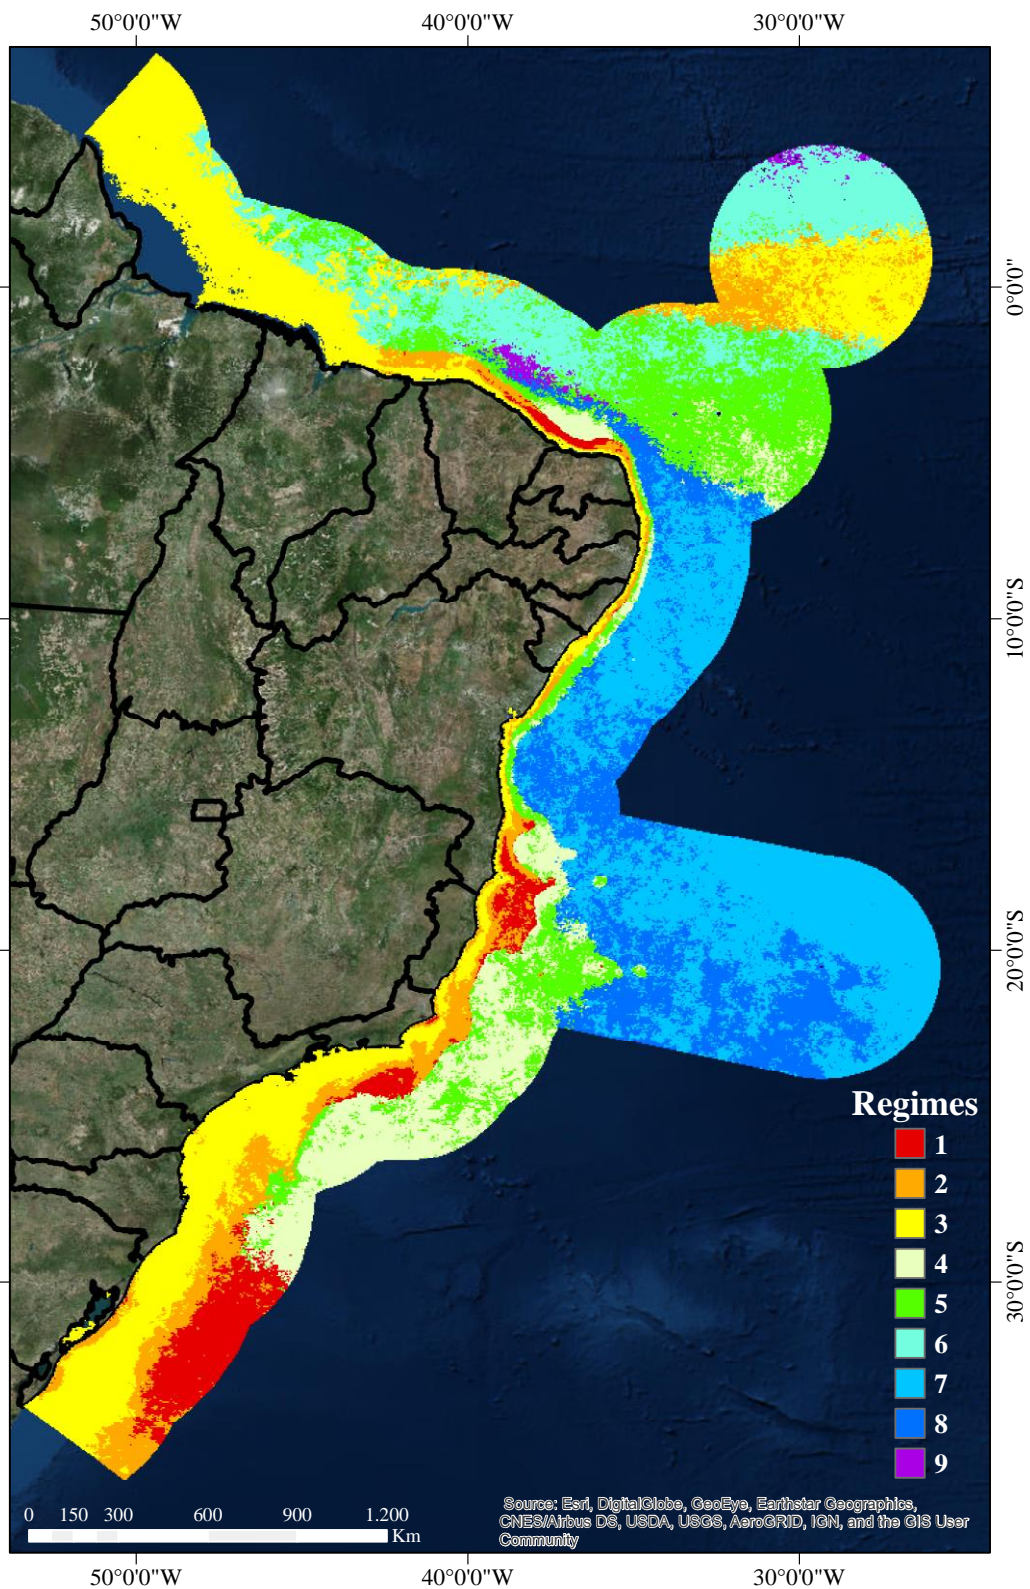 50°0'0"W 40°0'0"W 30°0'0"W
0°0'0"
10°0'0"S
20°0'0"S
30°0'0"S
Regimes
1
2
3
4
5
6
7
8
9
0 150 300 600 900 1.200
Km
Source: Esri, DigitalGlobe, GeoEye, Earthstar Geographics,
CNES/Airbus DS, USDA, USGS, AeroGRID, IGN, and the GIS User
Community
50°0'0"W 40°0'0"W 30°0'0"W